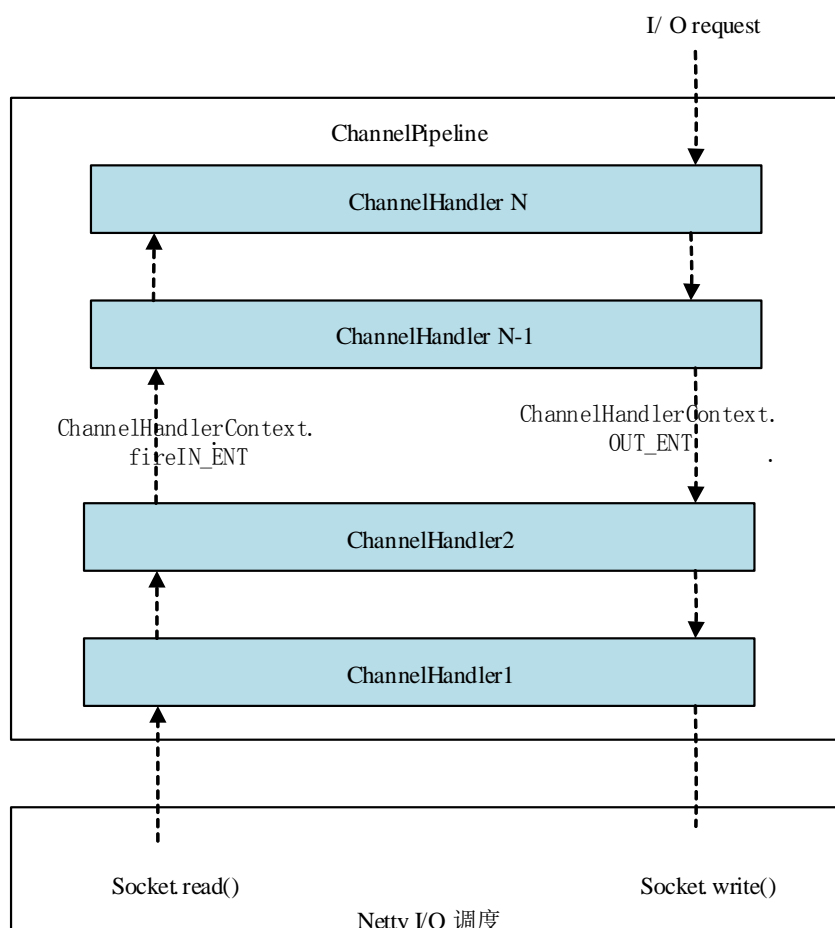 I/ O request
ChannelPipeline
ChannelHandler N
ChannelHandler N-1
ChannelHandlerContext.
fireIN_ENT
ChannelHandlerContext.
OUT_ENT
ChannelHandler2
ChannelHandler1
Socket.read()
Socket.write()
Netty I/O 调度